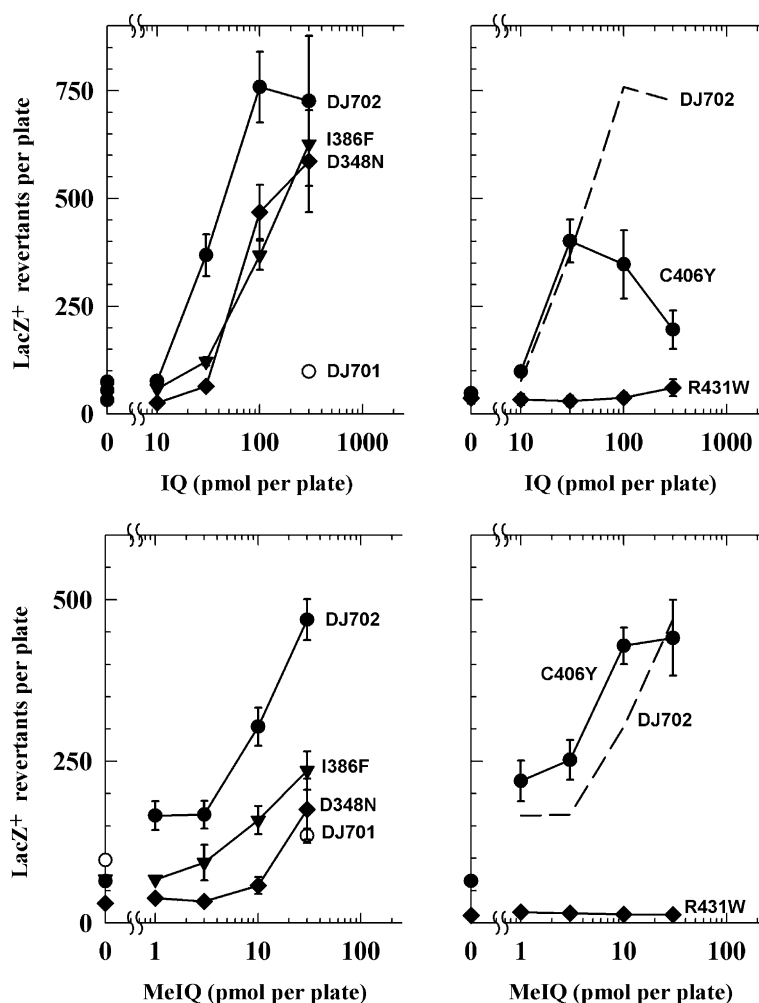 LacZ+ revertants per plate
750
500
250
0
DJ702
I386F
D348N
DJ701
0 10 100 1000
IQ (pmol per plate)
DJ702
C406Y
R431W
0 10 100 1000
IQ (pmol per plate)
LacZ+ revertants per plate
500
250
0
DJ702
I386F
D348N
DJ701
0 1 10 100
MeIQ (pmol per plate)
C406Y
DJ702
R431W
0 1 10 100
MeIQ (pmol per plate)